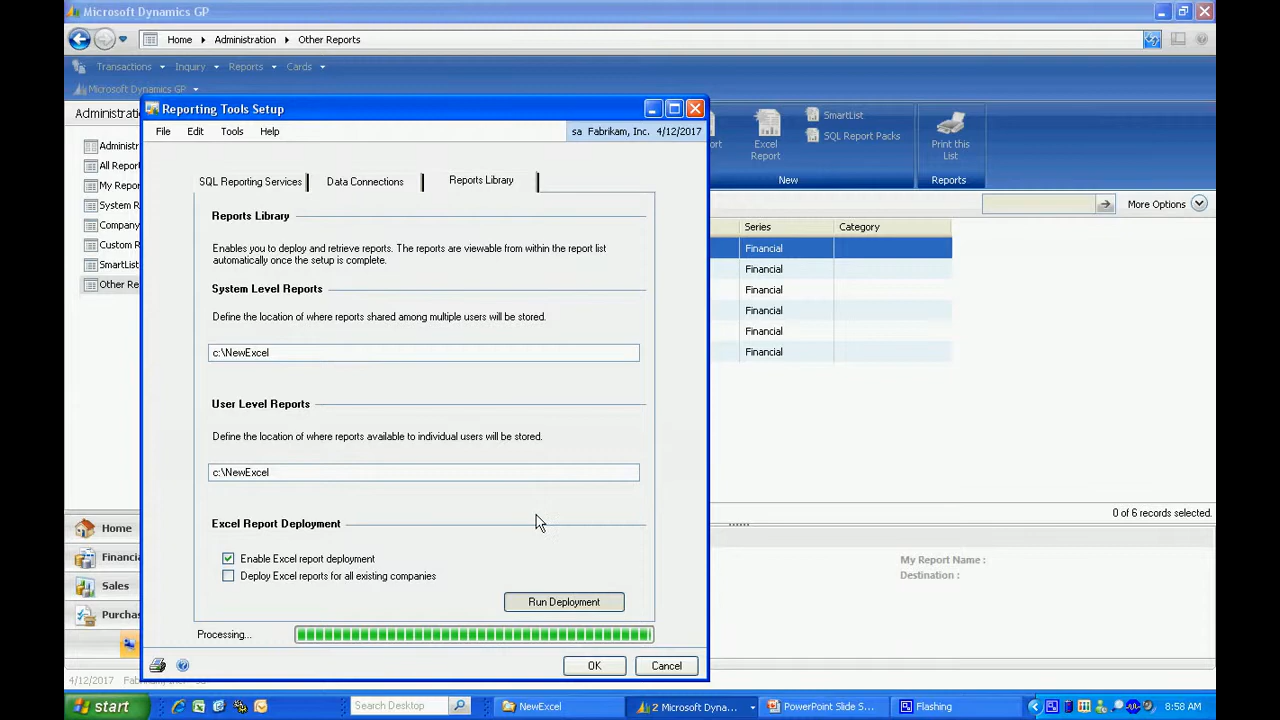 Microsoft Dynamics GP
Home
Administration
Other Reports
Transactions
Inquiry
Reports
Cards
Microsoft Dynamics GP
Reporting Tools Setup
File
Edit
Tools
Help
sa Fabrikam, Inc. 4/12/2017
SQL Reporting Services
Data Connections
Reports Library
Reports Library
Enables you to deploy and retrieve reports. The reports are viewable from within the report list
automatically once the setup is complete.
System Level Reports
Define the location of where reports shared among multiple users will be stored.
c:\NewExcel
User Level Reports
Define the location of where reports available to individual users will be stored.
c:\NewExcel
Excel Report Deployment
Enable Excel report deployment
Deploy Excel reports for all existing companies
Run Deployment
Processing...
OK
Cancel
Excel
Report
SmartList
SQL Report Packs
New
Print this
List
Reports
More Options
Series
Category
Financial
Financial
Financial
Financial
Financial
Financial
0 of 6 records selected.
My Report Name :
Destination :
Home
Sales
4/12/2017
start
Search Desktop
NewExcel
2 Microsoft Dyna...
PowerPoint Slide S...
Flashing
8:58 AM